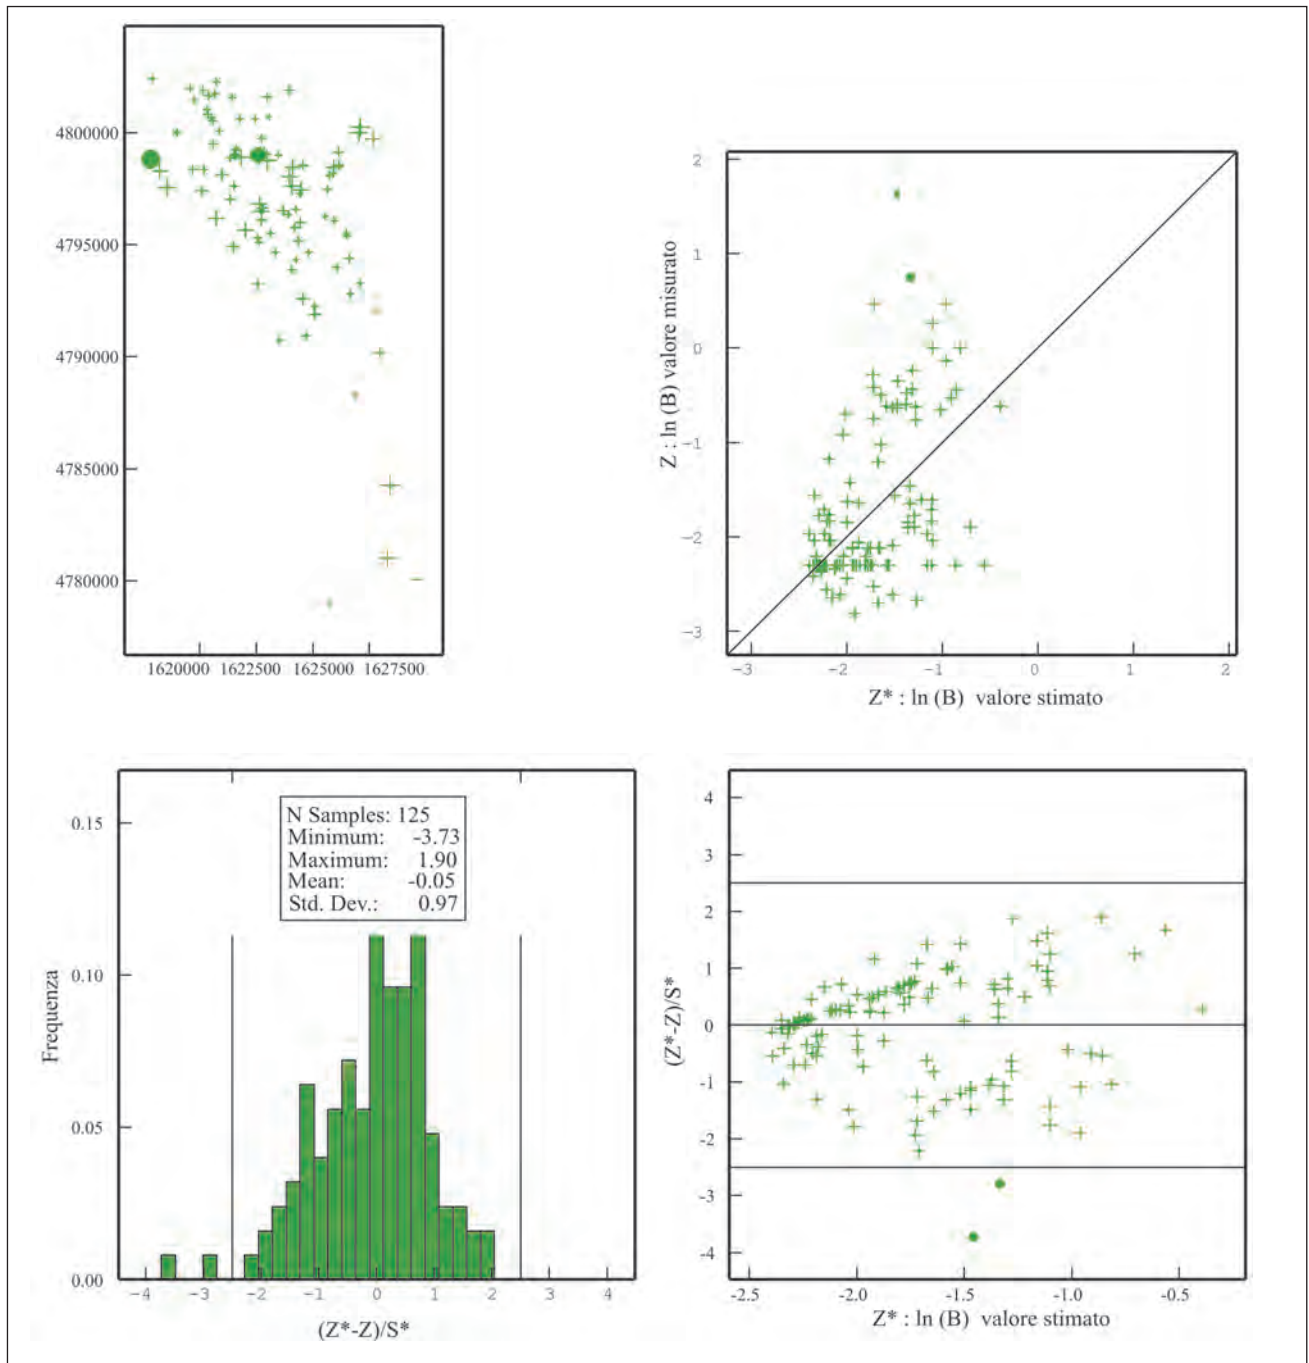 4800000
4795000
4790000
4785000
4780000
1620000 1622500 1625000 1627500
2
1
0
−1
−2
−3
Z : ln (B) valore misurato
−3 −2 −1 0 1 2
Z* : ln (B) valore stimato
N Samples: 125
Minimum: -3.73
Maximum: 1.90
Mean: -0.05
Std. Dev.: 0.97
0.15
0.10
0.05
0.00
Frequenza
−4 −3 −2 −1 0 1 2 3 4
(Z*-Z)/S*
4
3
2
1
0
-1
-2
-3
-4
(Z*-Z)/S*
-2.5 -2.0 -1.5 -1.0 -0.5
Z* : ln (B) valore stimato